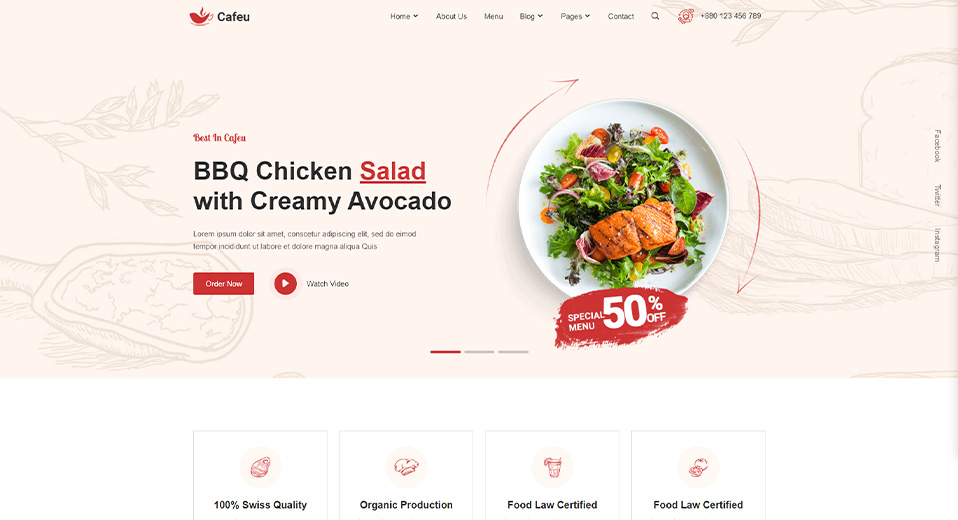 Cafeu
Home
About Us
Menu
Blog
Pages
Contact
+880 123 456 789
Facebook
Twitter
Instagram
Best In Cafeu
BBQ Chicken Salad
with Creamy Avocado
Lorem ipsum dolor sit amet, conscetur adipiscing elit, sed do eimod
tempor incididunt ut labore et dolore magna aliqua Quis
Order Now
Watch Video
SPECIAL
MENU
50%
OFF
100% Swiss Quality
Organic Production
Food Law Certified
Food Law Certified